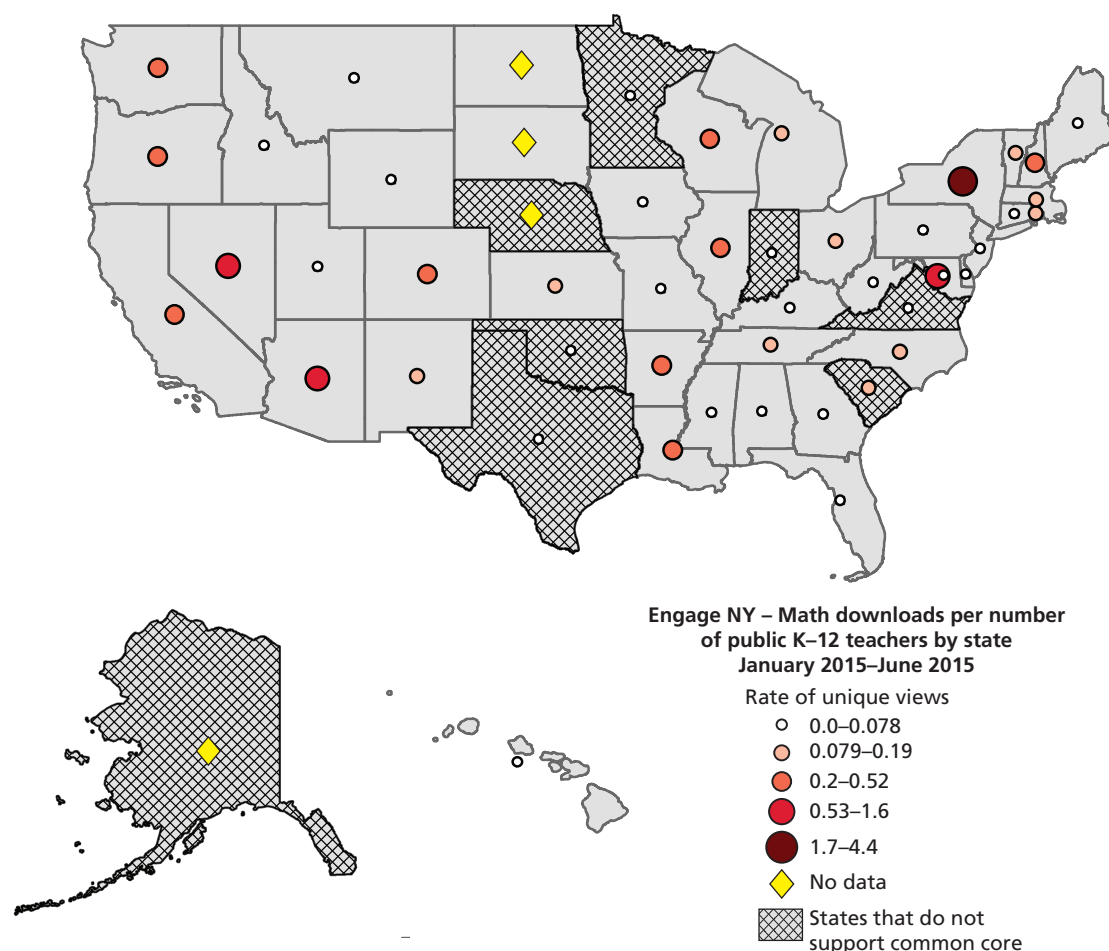 Engage NY – Math downloads per number
of public K–12 teachers by state
January 2015–June 2015
Rate of unique views
0.0–0.078
0.079–0.19
0.2–0.52
0.53–1.6
1.7–4.4
No data
States that do not
support common core